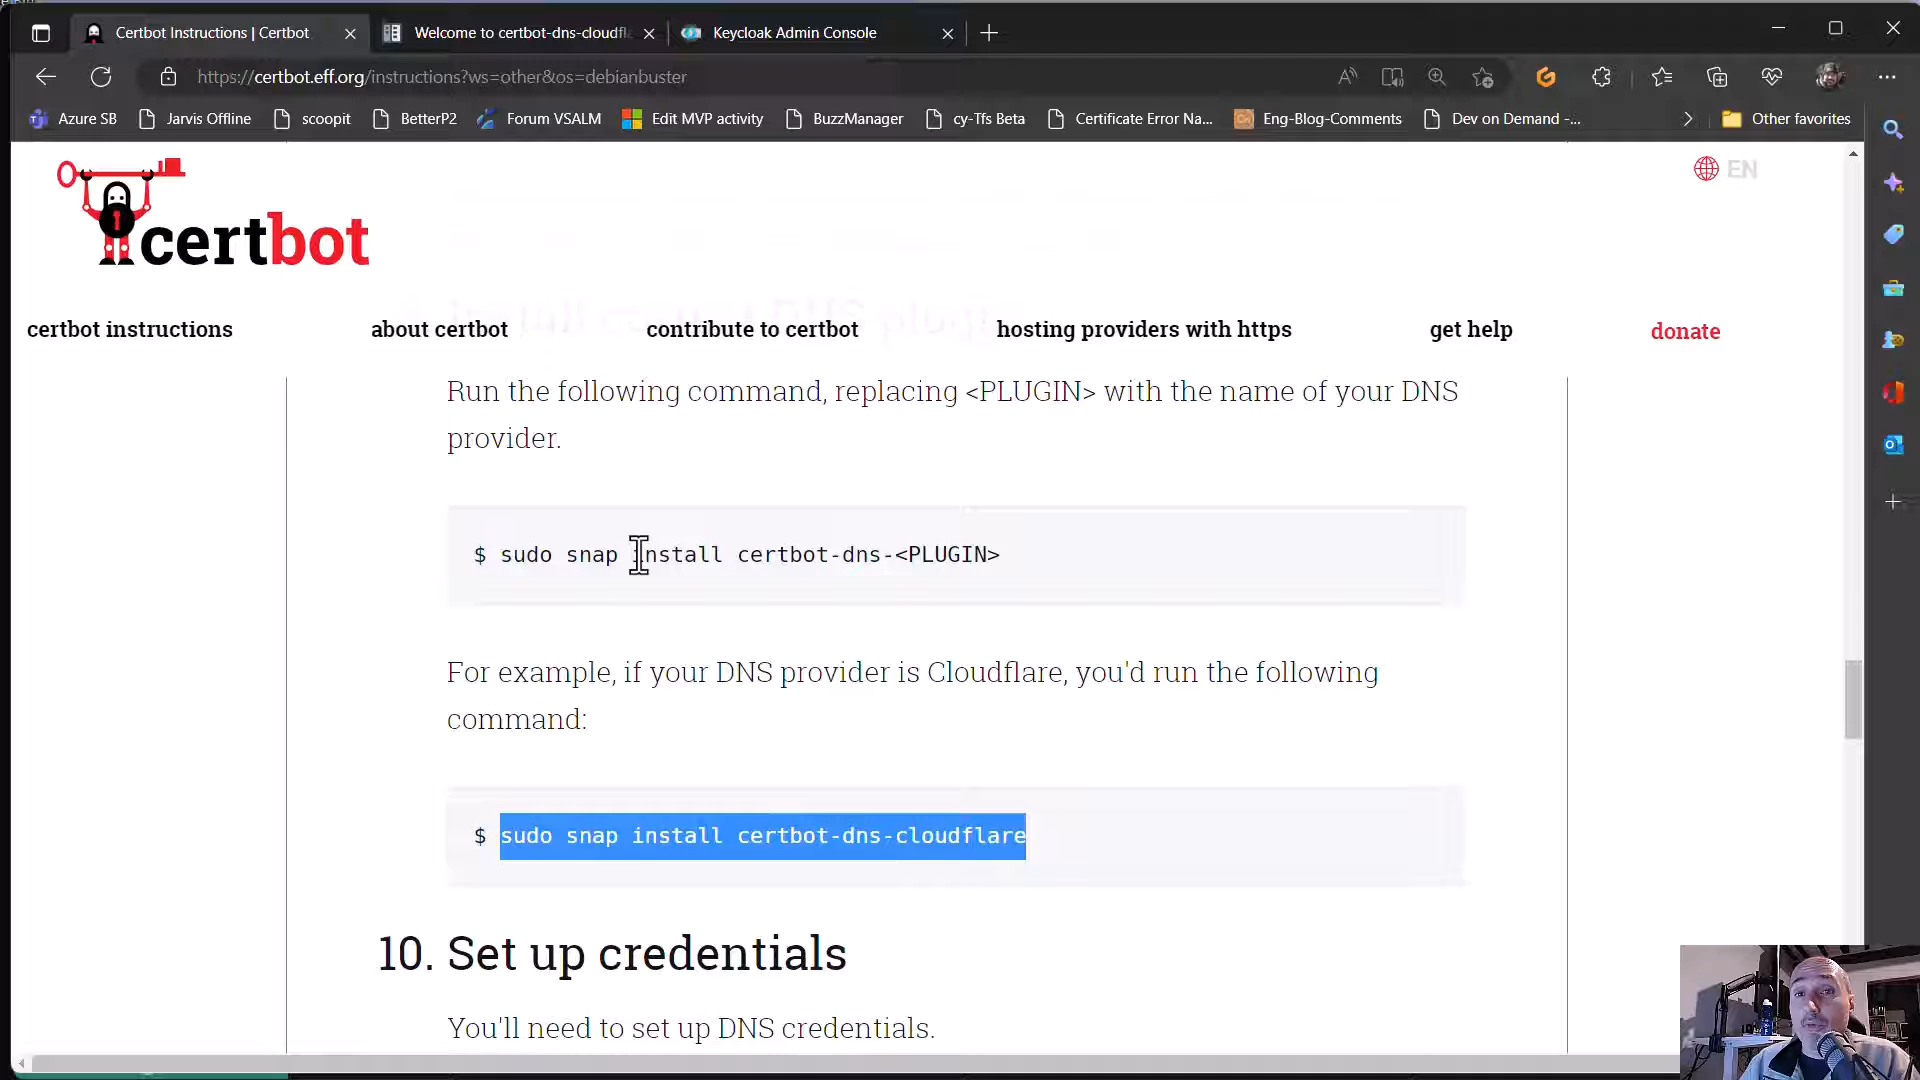 Certbot Instructions | Certbot
Welcome to certbot-dns-cloudfl
Keycloak Admin Console
https://certbot.eff.org/instructions?ws=other&os=debianbuster
Azure SB
Jarvis Offline
scoopit
BetterP2
Forum VSALM
Edit MVP activity
BuzzManager
cy-Tfs Beta
Certificate Error Na...
Eng-Blog-Comments
Dev on Demand -...
Other favorites
EN
certbot
certbot instructions
about certbot
contribute to certbot
hosting providers with https
get help
donate
Run the following command, replacing <PLUGIN> with the name of your DNS
provider.
$ sudo snap install certbot-dns-<PLUGIN>
For example, if your DNS provider is Cloudflare, you'd run the following
command:
$ sudo snap install certbot-dns-cloudflare
10. Set up credentials
You'll need to set up DNS credentials.